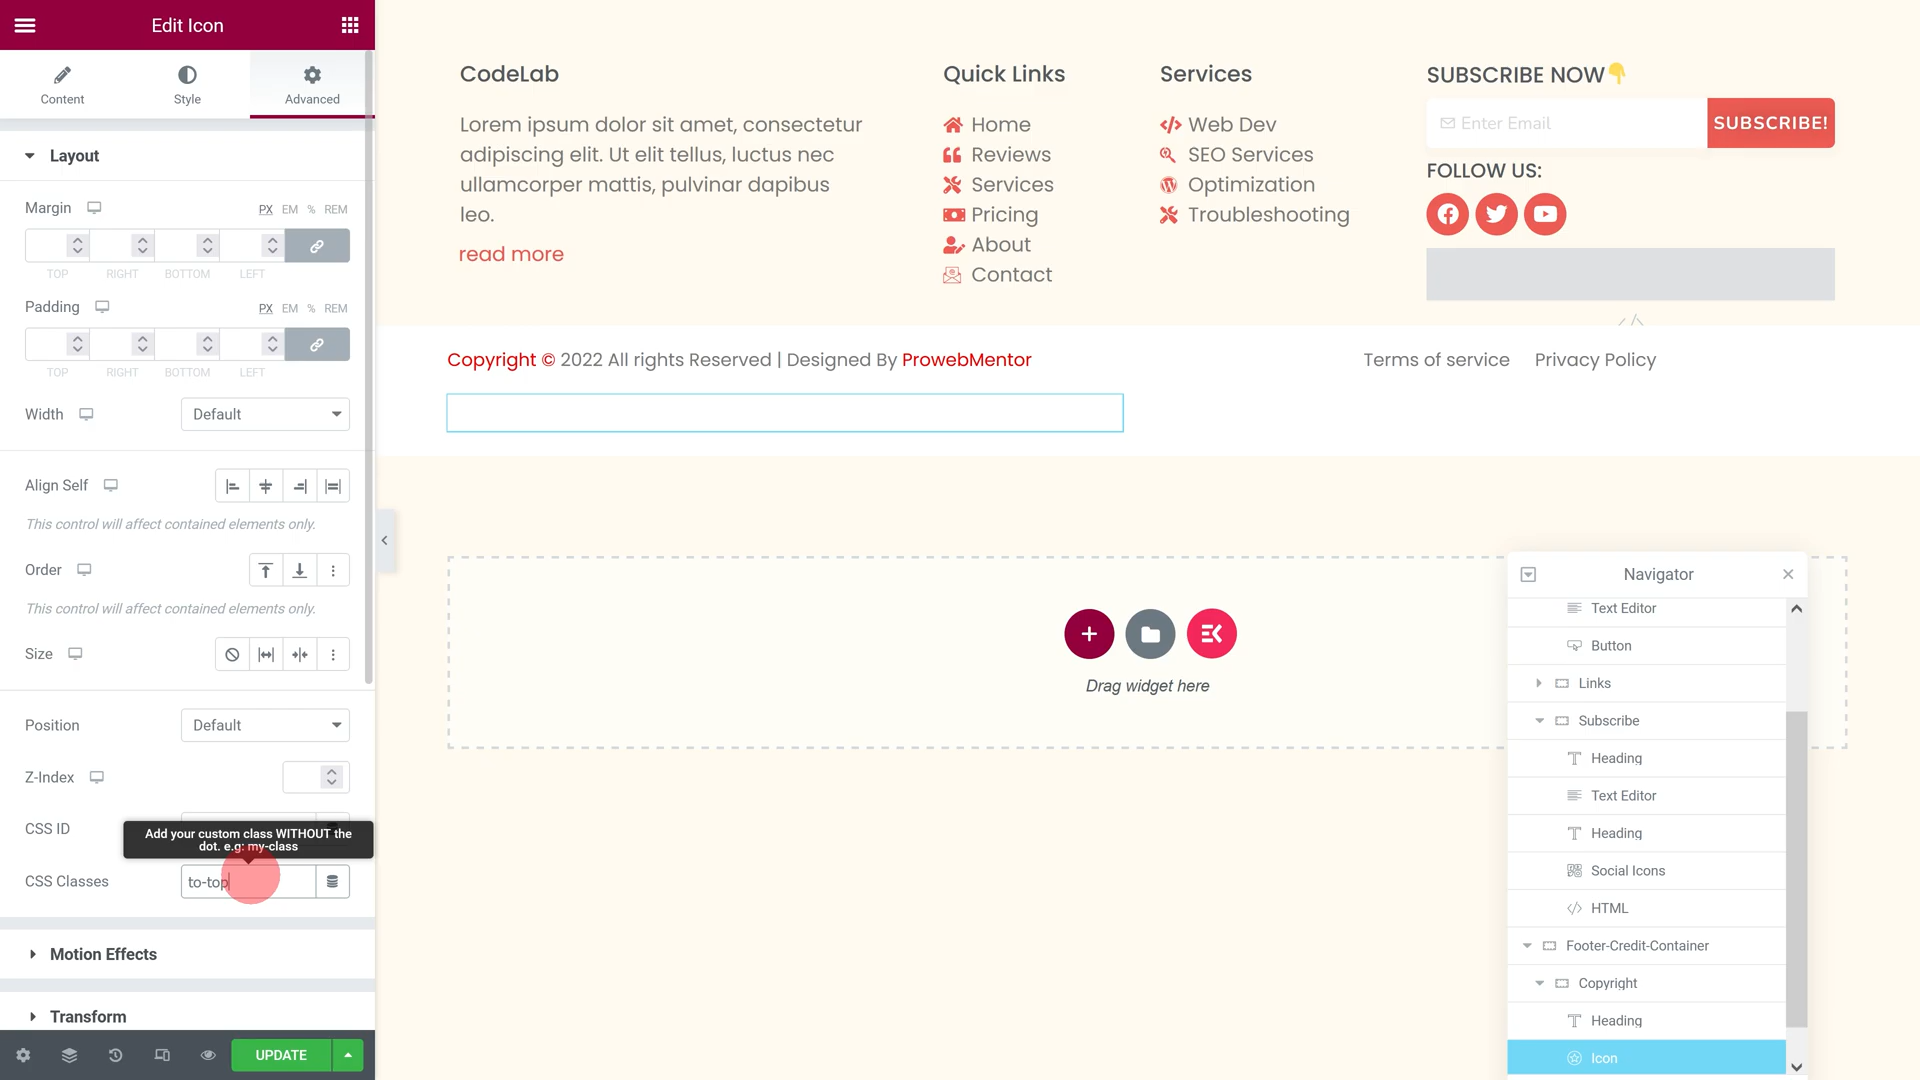 Edit Icon
Content
Style
Advanced
Layout
Margin
PX EM % REM
TOP RIGHT BOTTOM LEFT
Padding
PX EM % REM
TOP RIGHT BOTTOM LEFT
Width
Default
Align Self
This control will affect contained elements only.
Order
This control will affect contained elements only.
Size
Position
Default
Z-Index
CSS ID
Add your custom class WITHOUT the
dot. e.g: my-class
CSS Classes
to-top
Motion Effects
Transform
UPDATE
CodeLab
Lorem ipsum dolor sit amet, consectetur
adipiscing elit. Ut elit tellus, luctus nec
ullamcorper mattis, pulvinar dapibus
leo.
read more
Quick Links
Home
Reviews
Services
Pricing
About
Contact
Services
Web Dev
SEO Services
Optimization
Troubleshooting
SUBSCRIBE NOW👇
Enter Email
SUBSCRIBE!
FOLLOW US:
Copyright © 2022 All rights Reserved | Designed By ProwebMentor
Terms of service
Privacy Policy
Drag widget here
Navigator
Text Editor
Button
Links
Subscribe
Heading
Text Editor
Heading
Social Icons
HTML
Footer-Credit-Container
Copyright
Heading
Icon